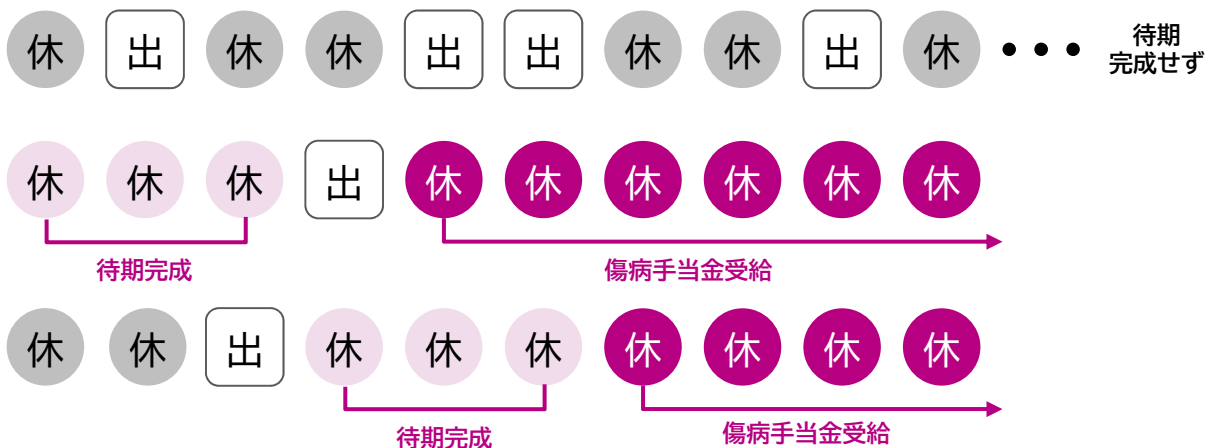 休 出 休 休 出 出 休 休 出 休 ••• 待期
完成せず
休 休 休 出 休 休 休 休 休 休
待期完成 傷病手当金受給
休 休 出 休 休 休 休 休 休 休
待期完成 傷病手当金受給